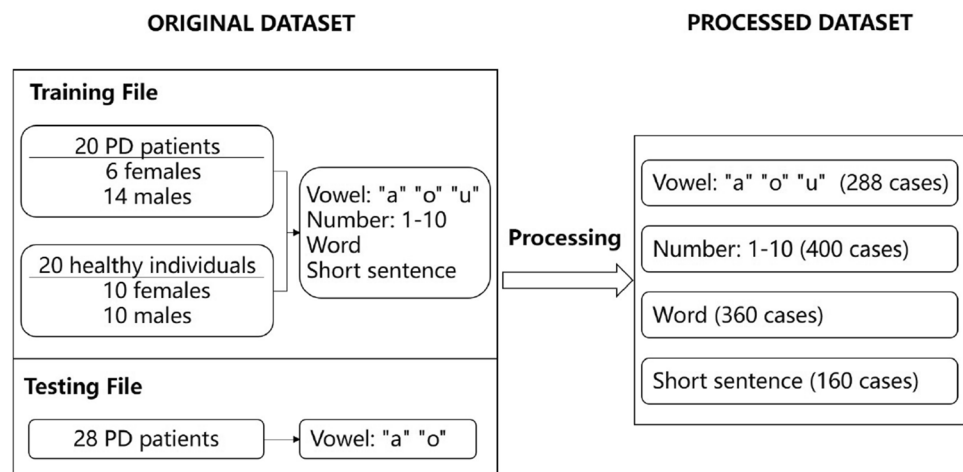 ORIGINAL DATASET
PROCESSED DATASET
Training File
20 PD patients
6 females
14 males
20 healthy individuals
10 females
10 males
Vowel: "a" "o" "u"
Number: 1-10
Word
Short sentence
Testing File
28 PD patients
Vowel: "a" "o"
Processing
Vowel: "a" "o" "u" (288 cases)
Number: 1-10 (400 cases)
Word (360 cases)
Short sentence (160 cases)